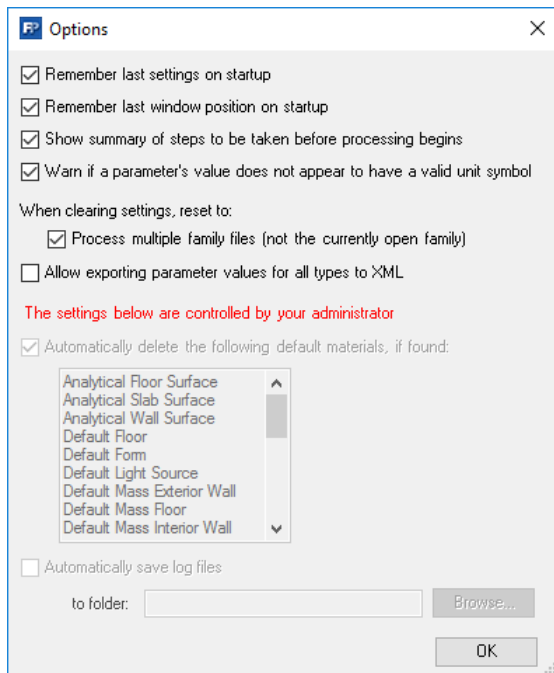 FP Options
Remember last settings on startup
Remember last window position on startup
Show summary of steps to be taken before processing begins
Warn if a parameter's value does not appear to have a valid unit symbol
When clearing settings, reset to:
Process multiple family files (not the currently open family)
Allow exporting parameter values for all types to XML
The settings below are controlled by your administrator
Automatically delete the following default materials, if found:
Analytical Floor Surface
Analytical Slab Surface
Analytical Wall Surface
Default Floor
Default Form
Default Light Source
Default Mass Exterior Wall
Default Mass Floor
Default Mass Interior Wall
Automatically save log files
to folder:
Browse...
OK